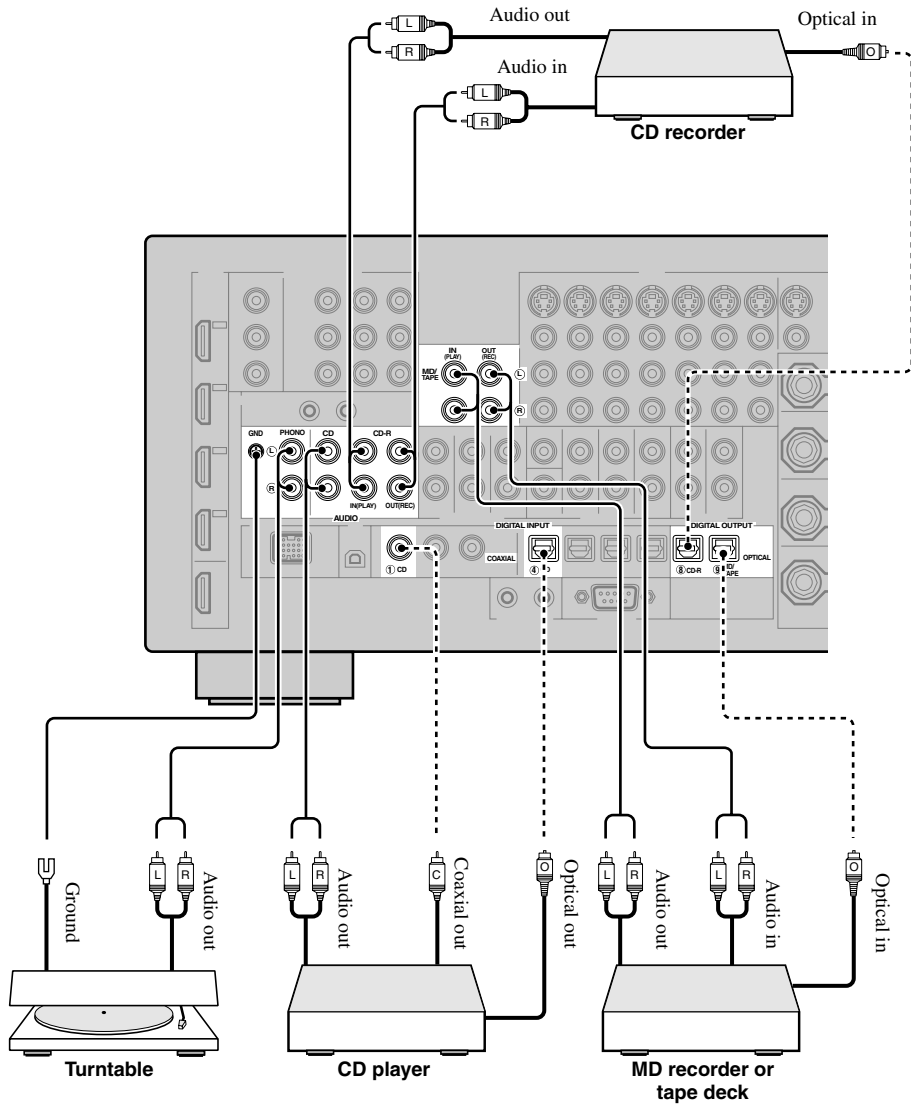 Audio out
Optical in
L
R
O
Audio in
L
R
CD recorder
IN
(PLAY)
OUT
(REC)
MD/
TAPE
L
R
GND
PHONO
CD
CD-R
L
R
IN(PLAY)
OUT(REC)
AUDIO
DIGITAL INPUT
DIGITAL OUTPUT
COAXIAL
OPTICAL
① CD
④
⑧ CD-R
⑨
Ground
L
R
Audio out
L
R
Audio out
C
Coaxial out
O
Optical out
L
R
Audio out
L
R
Audio in
O
Optical in
Turntable
CD player
MD recorder or
tape deck